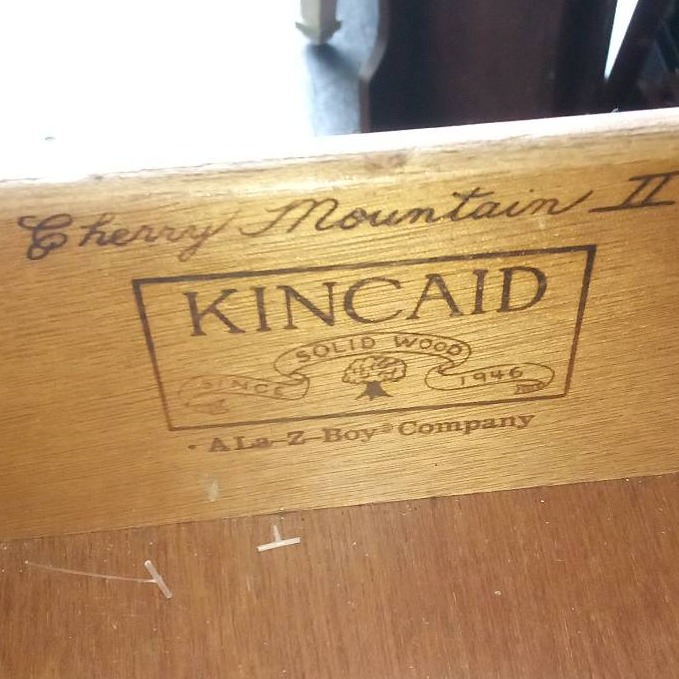 Cherry Mountain II
KINCAID
SOLID WOOD
SINCE 1946
A La-Z-Boy® Company